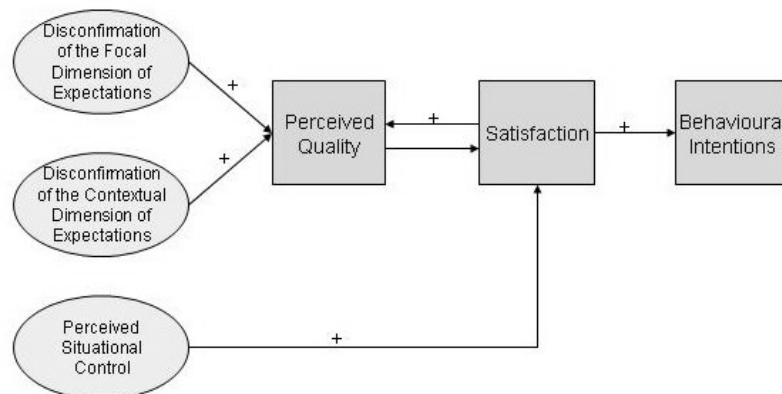 Disconfirmation
of the Focal
Dimension of
Expectations
+
Perceived
Quality
+
Satisfaction
+
Behavioura
Intentions
+
Disconfirmation
of the Contextual
Dimension of
Expectations
Perceived
Situational
Control
+